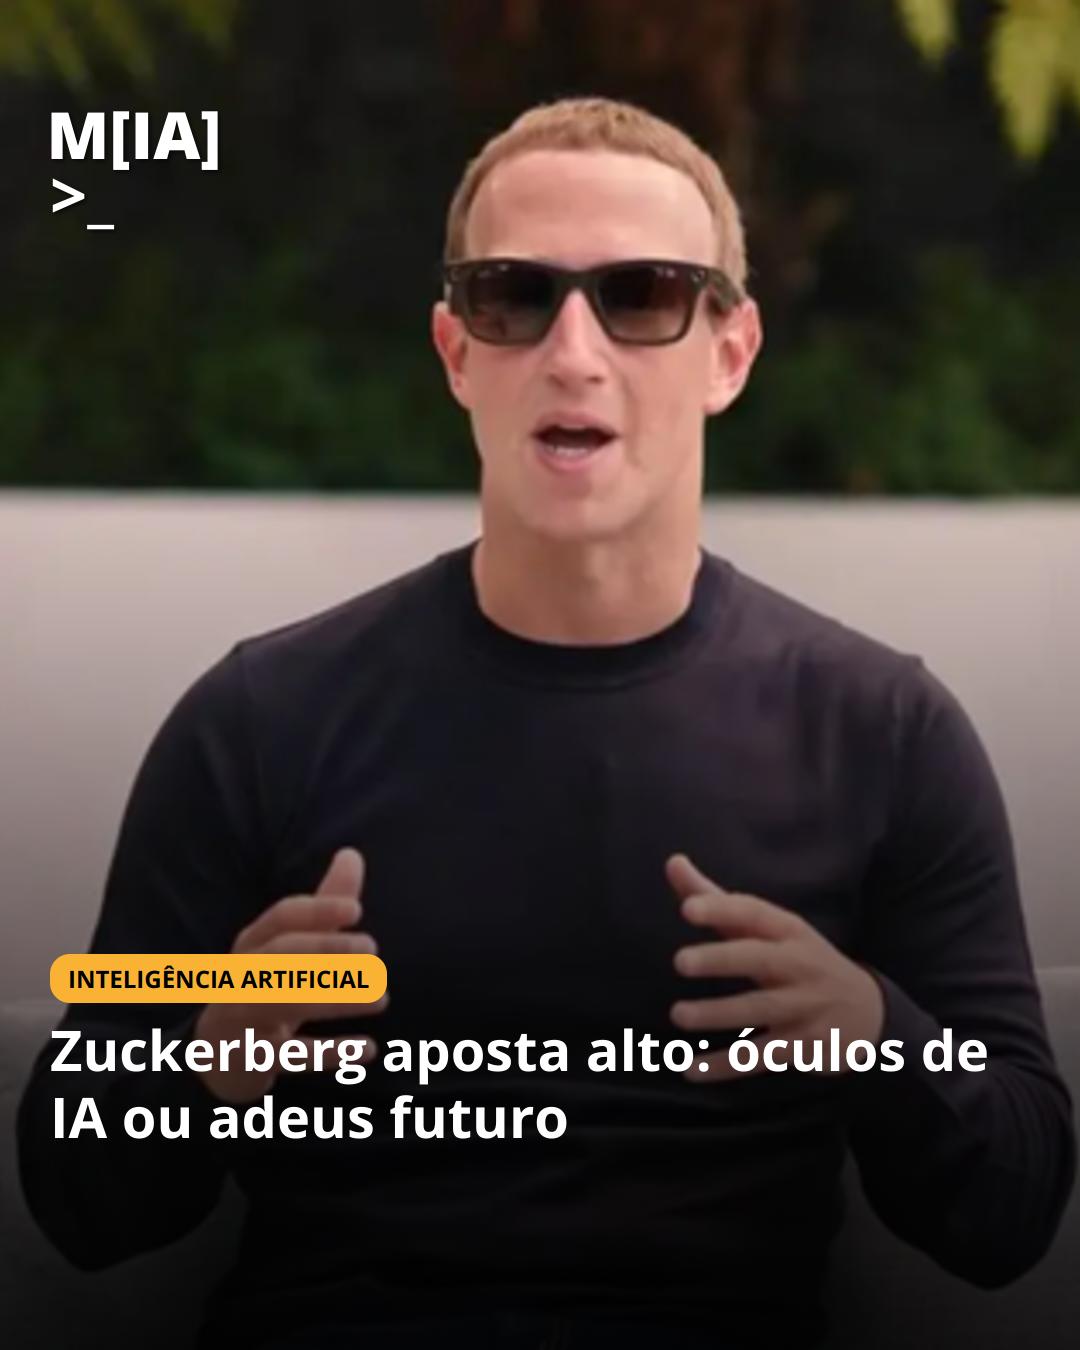 M[IA]
>_
INTELIGÊNCIA ARTIFICIAL
Zuckerberg aposta alto: óculos de
IA ou adeus futuro